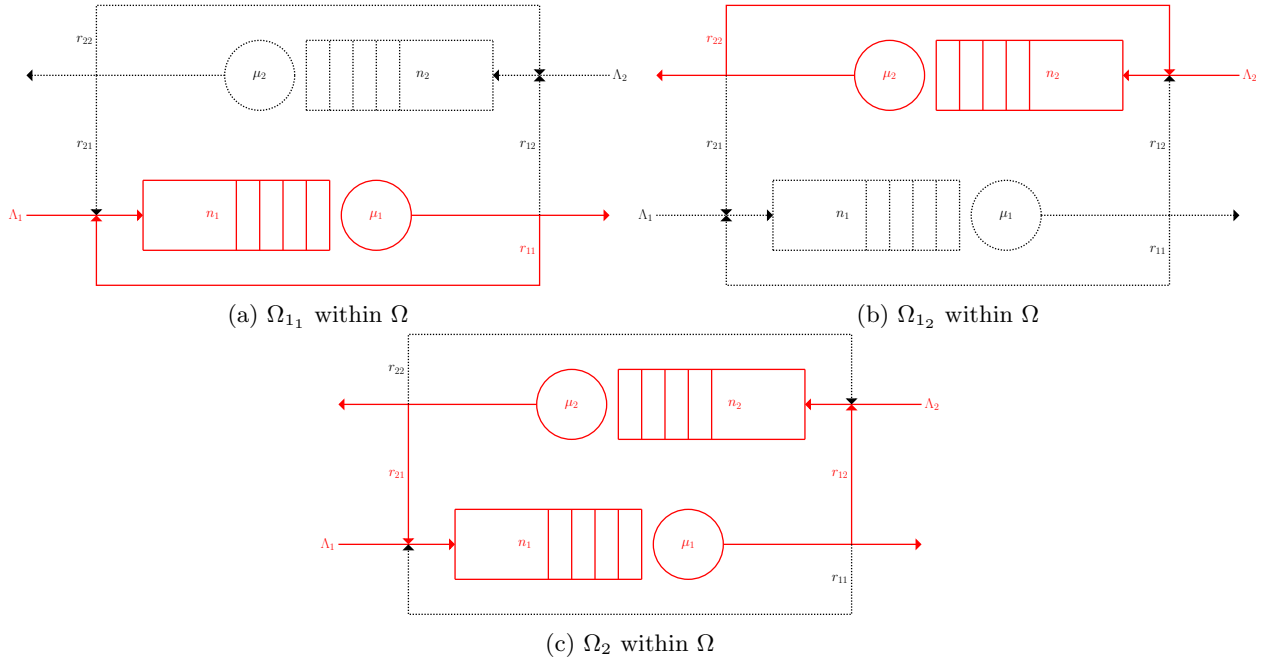 r₂₂
μ₂ n₂ Λ₂
r₂₁ r₁₂
Λ₁ n₁ μ₁
r₁₁
(a) Ω₁₁ within Ω
r₂₂
μ₂ n₂ Λ₂
r₂₁ r₁₂
Λ₁ n₁ μ₁
r₁₁
(b) Ω₁₂ within Ω
r₂₂
μ₂ n₂ Λ₂
r₂₁ r₁₂
Λ₁ n₁ μ₁
r₁₁
(c) Ω₂ within Ω